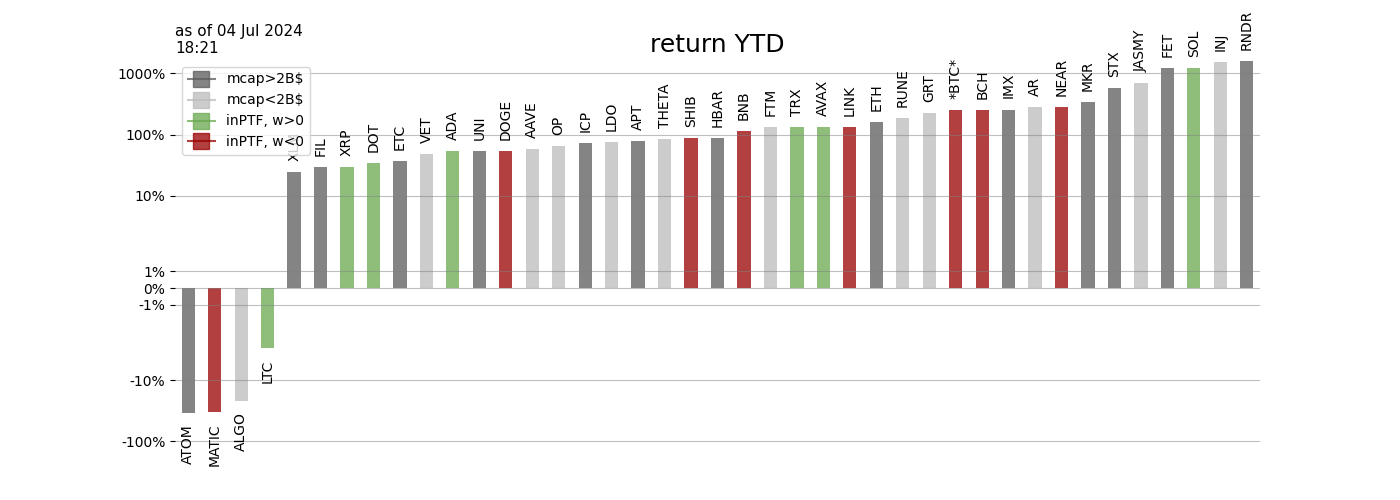 as of 04 Jul 2024
18:21
return YTD
mcap>2B$
mcap<2B$
inPTF, w>0
inPTF, w<0
1000%
100%
10%
1%
0%
-1%
-10%
-100%
ATOM
MATIC
ALGO
LTC
FIL
XRP
DOT
ETC
VET
ADA
UNI
DOGE
AAVE
OP
ICP
LDO
APT
THETA
SHIB
HBAR
BNB
FTM
TRX
AVAX
LINK
ETH
RUNE
GRT
*BTC*
BCH
IMX
AR
NEAR
MKR
STX
JASMY
FET
SOL
INJ
RNDR